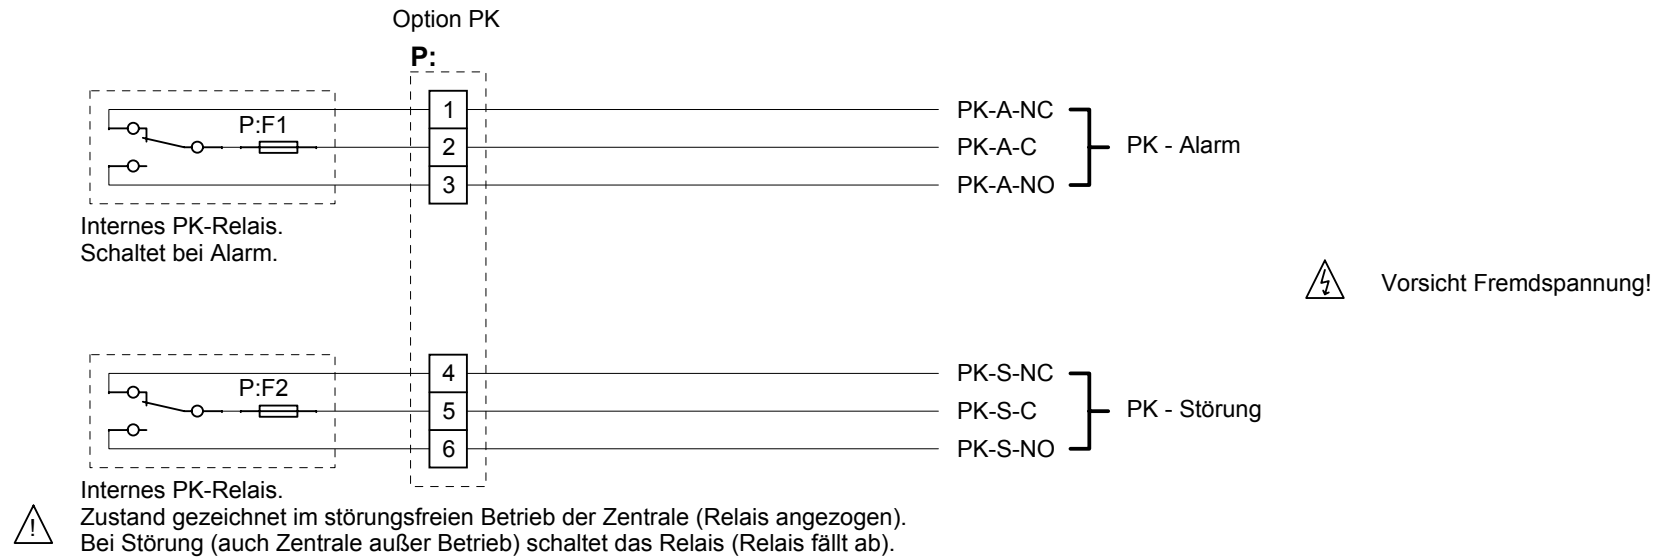 Option PK
P:
P:F1
1 PK-A-NC
2 PK-A-C PK - Alarm
3 PK-A-NO
Internes PK-Relais.
Schaltet bei Alarm.
Vorsicht Fremdspannung!
P:F2
4 PK-S-NC
5 PK-S-C PK - Störung
6 PK-S-NO
Internes PK-Relais.
! Zustand gezeichnet im störungsfreien Betrieb der Zentrale (Relais angezogen).
Bei Störung (auch Zentrale außer Betrieb) schaltet das Relais (Relais fällt ab).